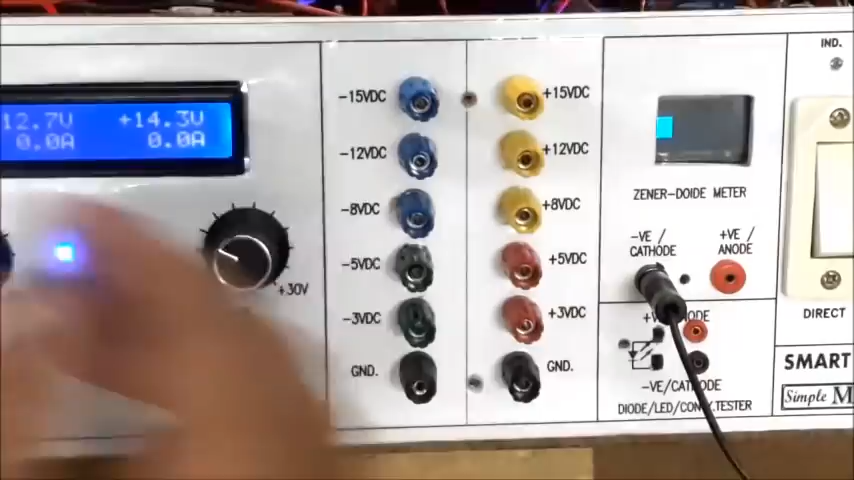 12.7V +14.3V
0.0A 0.0A
+30V
-15VDC
-12VDC
-8VDC
-5VDC
-3VDC
GND.
+15VDC
+12VDC
+8VDC
+5VDC
+3VDC
GND.
ZENER-DOIDE METER
-VE/
CATHODE
+VE/
ANODE
-VE/CATHODE
DIODE/LED/
TESTER
IND.
DIRECT
SMART
Simple M